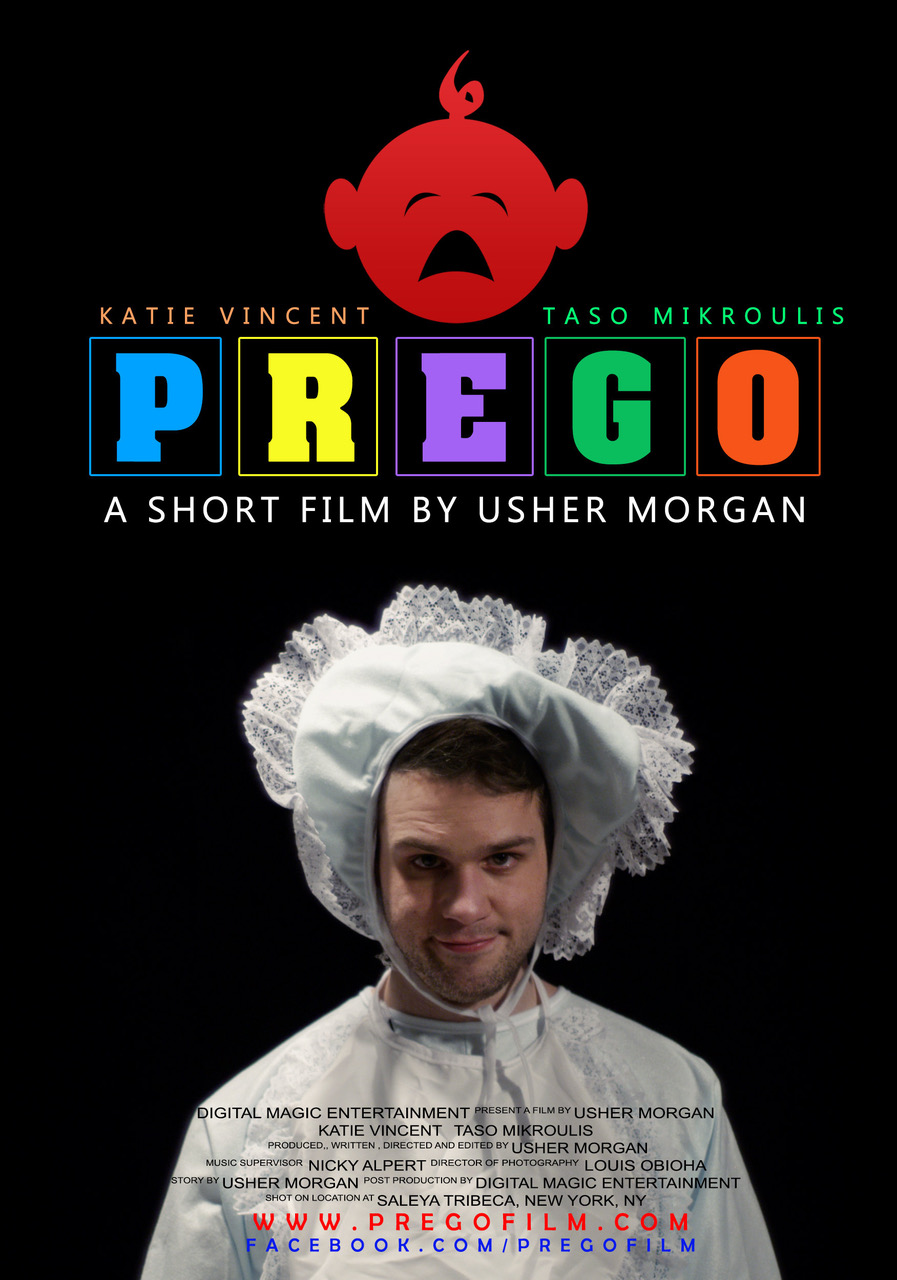 KATIE VINCENT TASO MIKROULIS
PREGO
A SHORT FILM BY USHER MORGAN
DIGITAL MAGIC ENTERTAINMENT PRESENT A FILM BY USHER MORGAN
KATIE VINCENT TASO MIKROULIS
PRODUCED,, WRITTEN , DIRECTED AND EDITED BY USHER MORGAN
MUSIC SUPERVISOR NICKY ALPERT DIRECTOR OF PHOTOGRAPHY LOUIS OBIOHA
STORY BY USHER MORGAN POST PRODUCTION BY DIGITAL MAGIC ENTERTAINMENT
SHOT ON LOCATION AT SALEYA TRIBECA, NEW YORK, NY
WWW.PREGOFILM.COM
FACEBOOK.COM/PREGOFILM